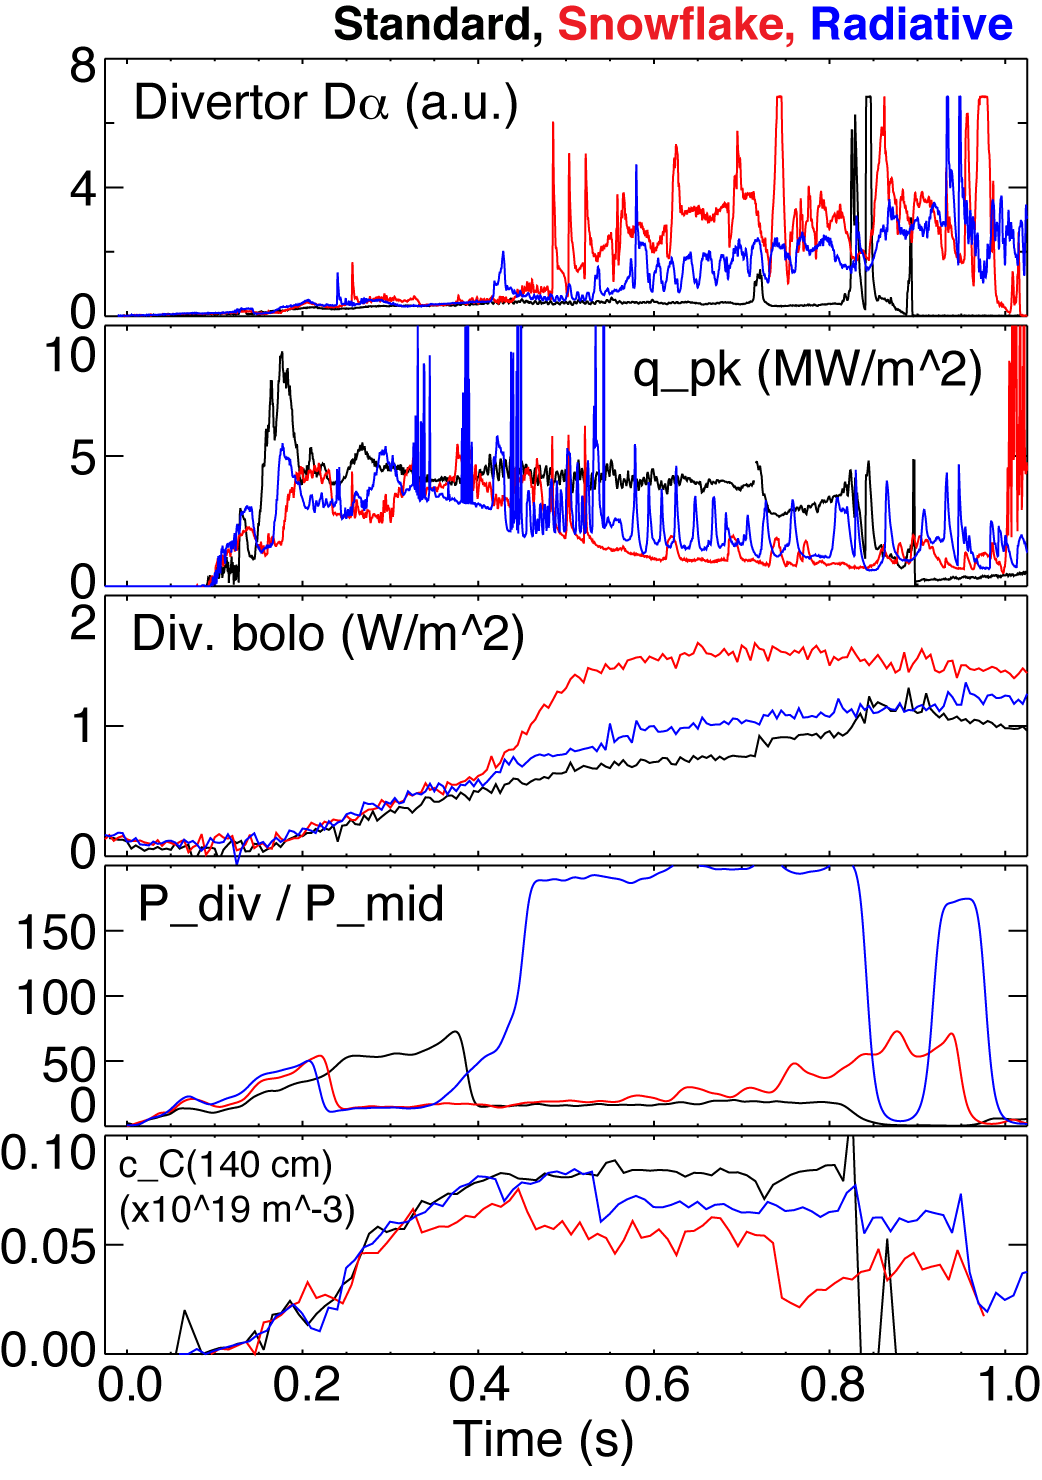 Standard, Snowflake, Radiative
8
Divertor Dα (a.u.)
4
0
10
q_pk (MW/m^2)
5
0
2
Div. bolo (W/m^2)
1
0
P_div / P_mid
150
100
50
0
0.10
c_C(140 cm)
(x10^19 m^-3)
0.05
0.00
0.0 0.2 0.4 0.6 0.8 1.0
Time (s)